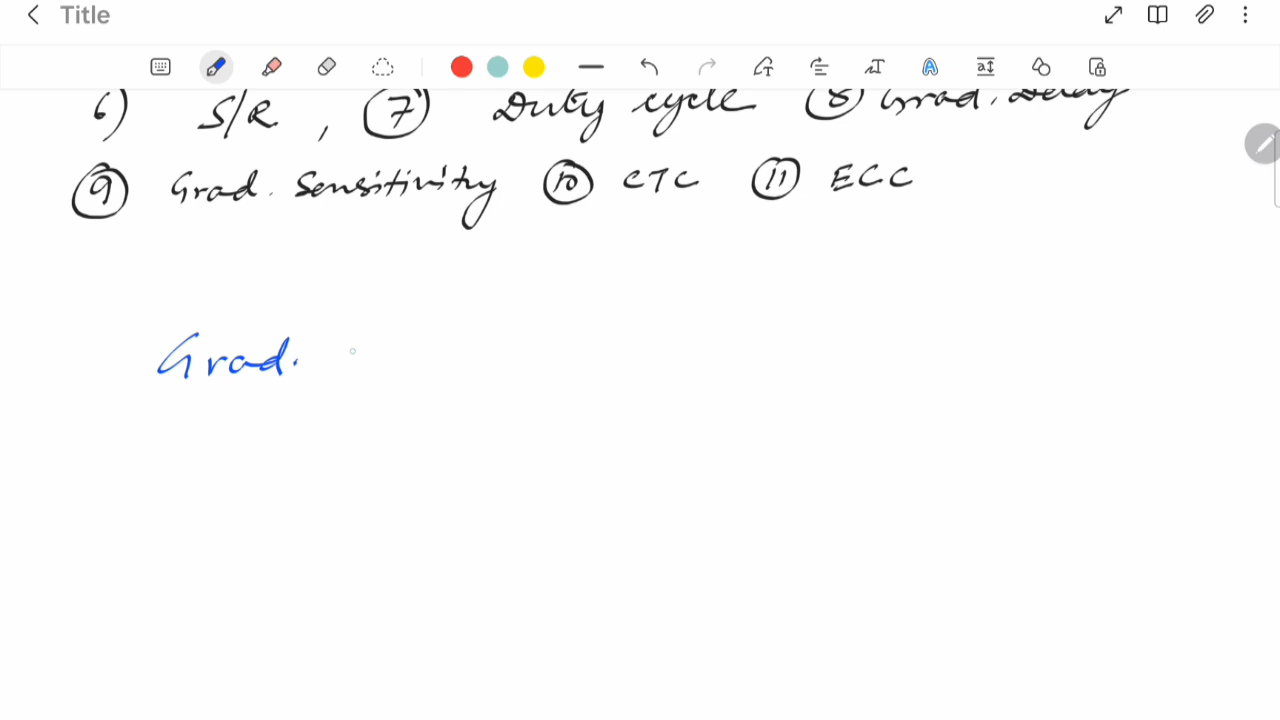 Title
6) S/R , (7) Duty cycle (8) Grad. Delay
(9) Grad. Sensitivity (10) CTC (11) ECC
Grad.